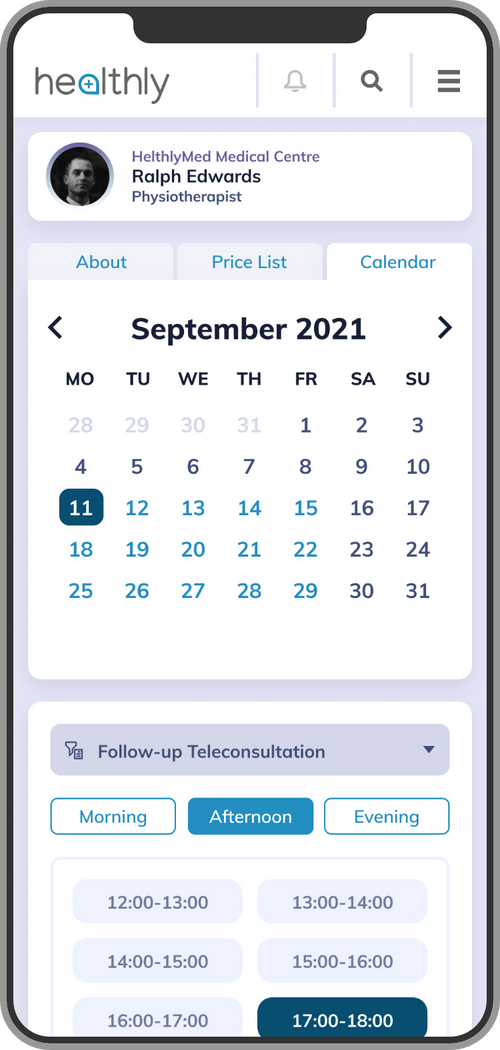 healthly
HelthlyMed Medical Centre
Ralph Edwards
Physiotherapist
About Price List Calendar
September 2021
MO TU WE TH FR SA SU
28 29 30 31 1 2 3
4 5 6 7 8 9 10
11 12 13 14 15 16 17
18 19 20 21 22 23 24
25 26 27 28 29 30 31
Follow-up Teleconsultation
Morning Afternoon Evening
12:00-13:00 13:00-14:00
14:00-15:00 15:00-16:00
16:00-17:00 17:00-18:00